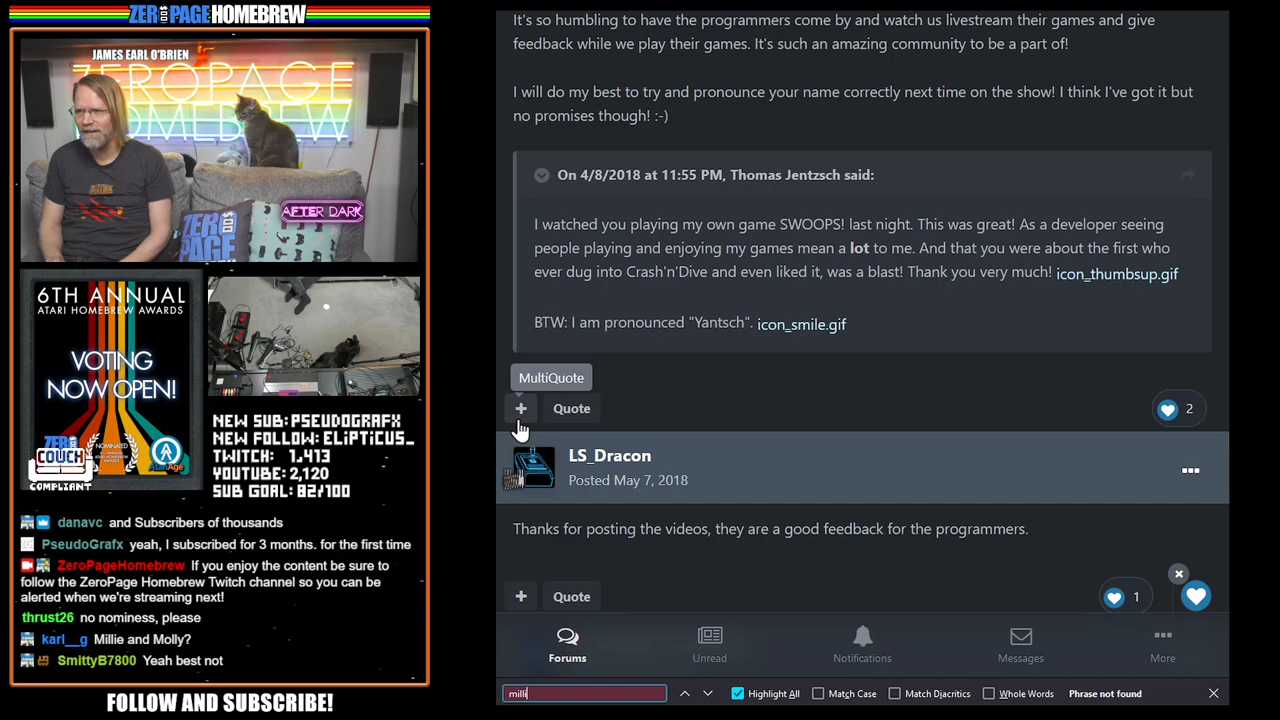 ZEROPAGE HOMEBREW
JAMES EARL O'BRIEN
ZEROPAGE
HOMEBREW
AFTER DARK
ZERO
PAGE
6TH ANNUAL
ATARI HOMEBREW AWARDS
VOTING
NOW OPEN!
COUCH
COMPLIANT
NOMINATED
AtariAge
NEW SUB:PSEUDOGRAFX
NEW FOLLOW:ELIPTICUS_
TWITCH: 1,413
YOUTUBE: 2,120
SUB GOAL: 82/100
danavc and Subscribers of thousands
PseudoGrafx yeah, I subscribed for 3 months. for the first time
ZeroPageHomebrew If you enjoy the content be sure to
follow the ZeroPage Homebrew Twitch channel so you can be
alerted when we're streaming next!
thrust26 no nominess, please
karl__g Millie and Molly?
SmittyB7800 Yeah best not
FOLLOW AND SUBSCRIBE!
It's so humbling to have the programmers come by and watch us livestream their games and give
feedback while we play their games. It's such an amazing community to be a part of!
I will do my best to try and pronounce your name correctly next time on the show! I think I've got it but
no promises though! :-)
On 4/8/2018 at 11:55 PM, Thomas Jentzsch said:
I watched you playing my own game SWOOPS! last night. This was great! As a developer seeing
people playing and enjoying my games mean a lot to me. And that you were about the first who
ever dug into Crash'n'Dive and even liked it, was a blast! Thank you very much! icon_thumbsup.gif
BTW: I am pronounced "Yantsch". icon_smile.gif
MultiQuote
+ Quote
2
LS_Dracon
Posted May 7, 2018
Thanks for posting the videos, they are a good feedback for the programmers.
+ Quote
1
Forums Unread Notifications Messages More
milli Highlight All Match Case Match Diacritics Whole Words Phrase not found